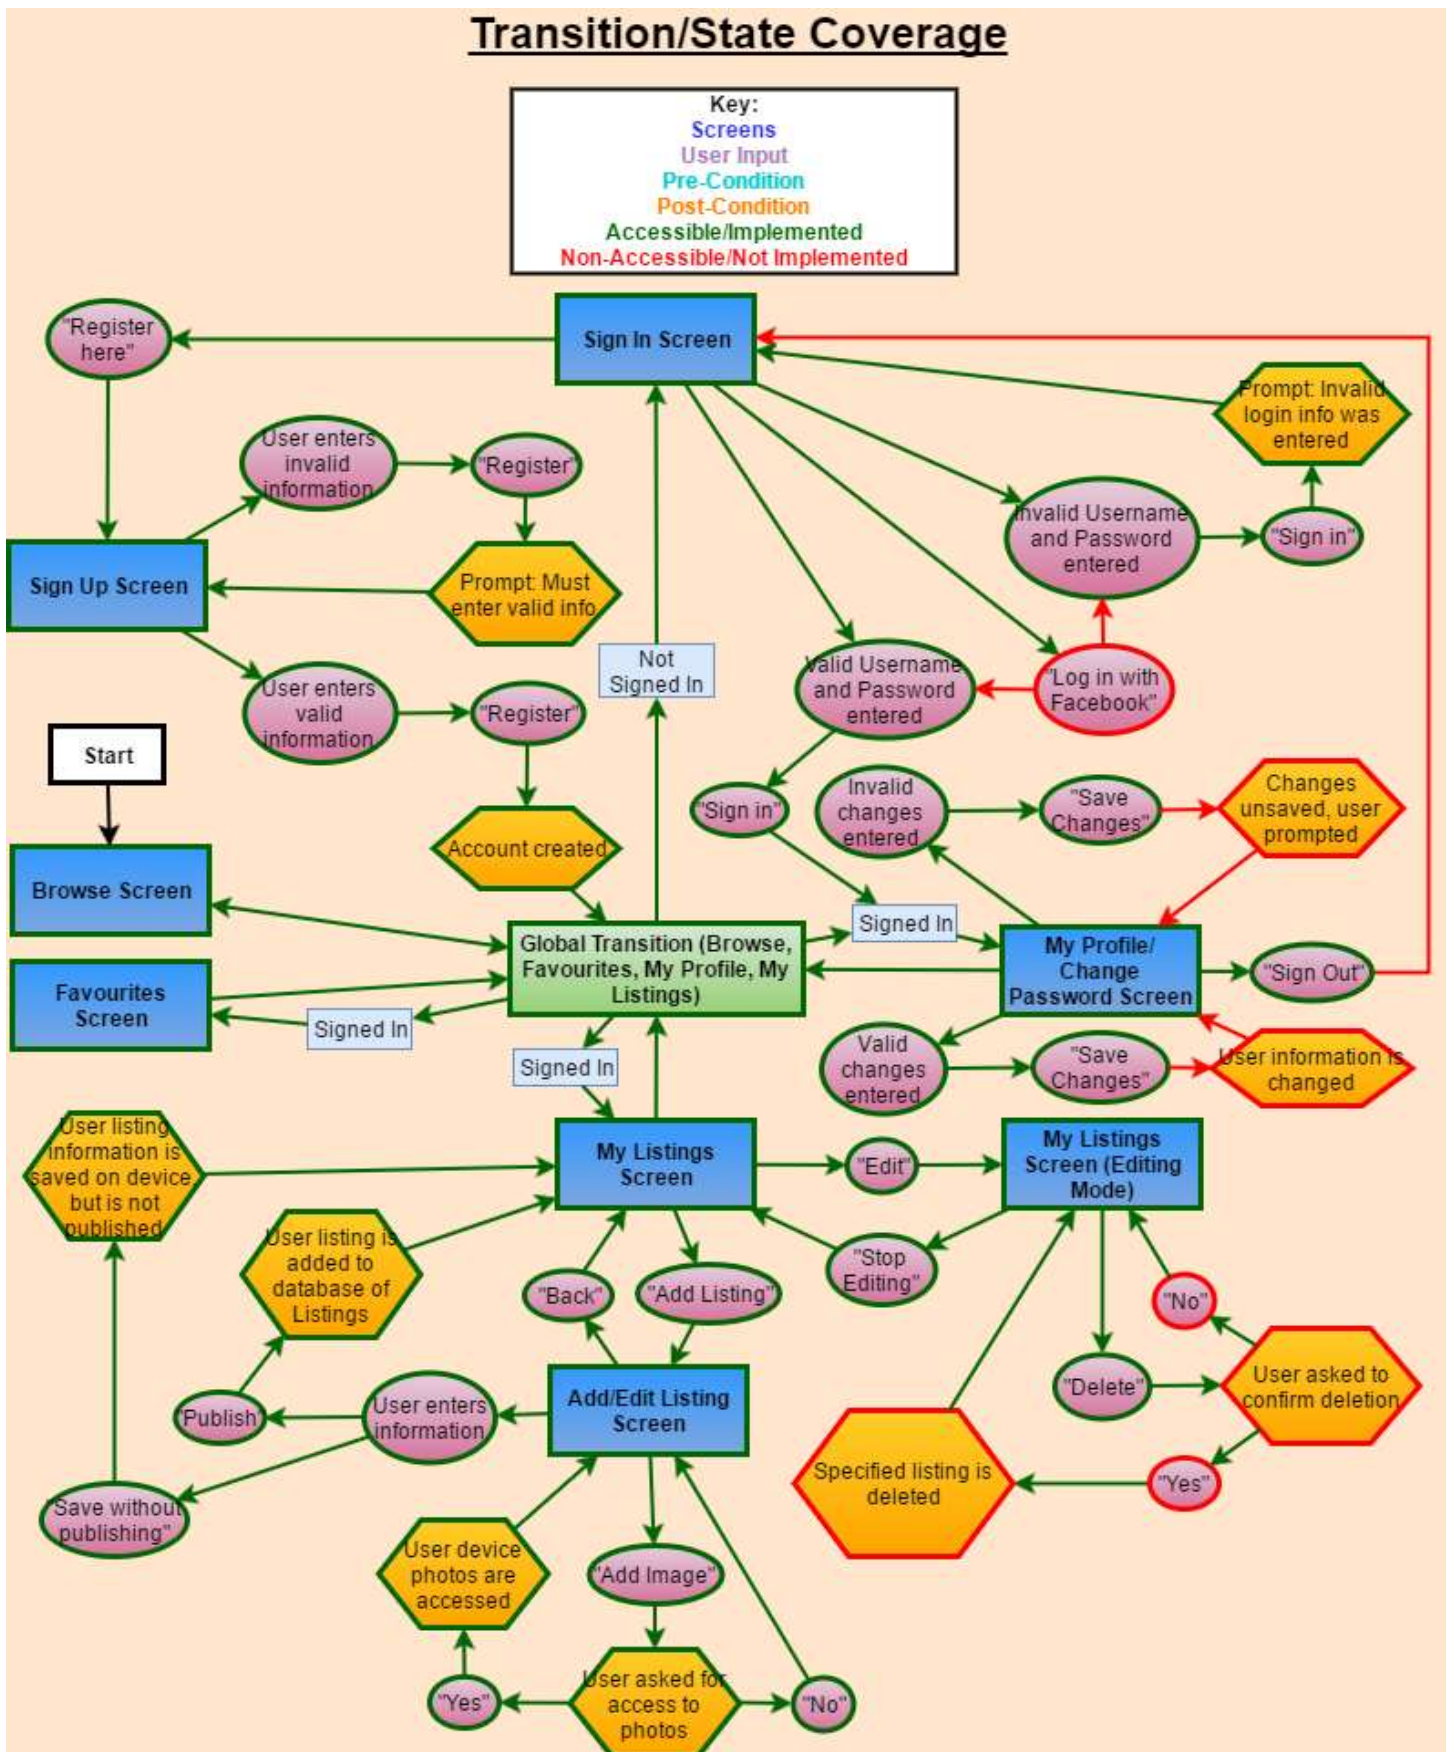 Transition/State Coverage
Key:
Screens
User Input
Pre-Condition
Post-Condition
Accessible/Implemented
Non-Accessible/Not Implemented
"Register
here"
Sign In Screen
Prompt: Invalid
login info was
entered
User enters
invalid
information
"Register"
Invalid Username
and Password
entered
"Sign in"
Sign Up Screen
Prompt: Must
enter valid info
Not
Signed In
Valid Username
and Password
entered
"Log in with
Facebook"
User enters
valid
information
"Register"
Start
"Sign in"
Invalid
changes
entered
"Save
Changes"
Changes
unsaved, user
prompted
Account created
Browse Screen
Signed In
Global Transition (Browse,
Favourites, My Profile, My
Listings)
My Profile/
Change
Password Screen
"Sign Out"
Favourites
Screen
Signed In
Signed In
Valid
changes
entered
"Save
Changes"
User information is
changed
User listing
information is
saved on device
but is not
published
My Listings
Screen
"Edit"
My Listings
Screen (Editing
Mode)
User listing is
added to
database of
Listings
"Back"
"Add Listing"
"Stop
Editing"
"No"
"Publish"
User enters
information
Add/Edit Listing
Screen
"Delete"
User asked to
confirm deletion
Specified listing is
deleted
"Yes"
"Save without
publishing"
User device
photos are
accessed
"Add Image"
"Yes"
User asked for
access to
photos
"No"